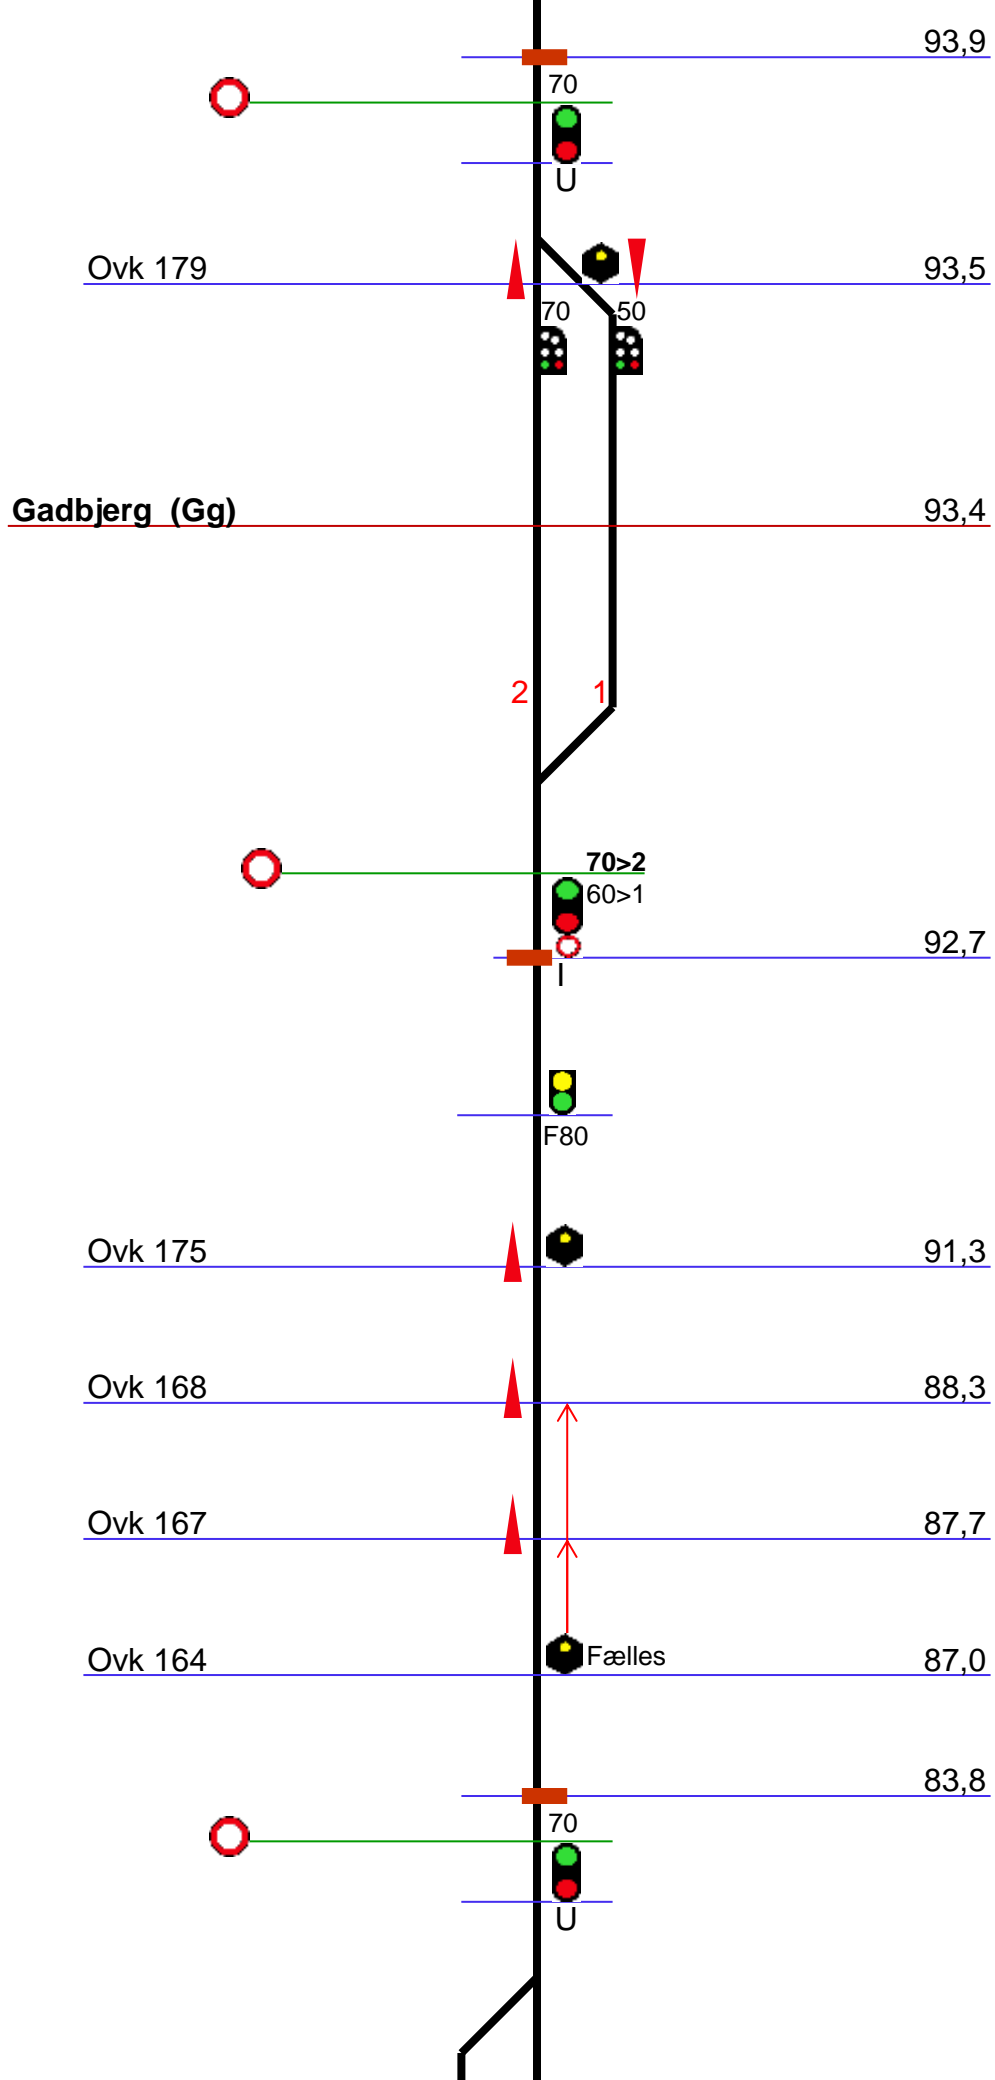 93,9
70
U
Ovk 179 93,5
70 50
Gadbjerg (Gg) 93,4
2 1
70>2
60>1
92,7
I
F80
Ovk 175 91,3
Ovk 168 88,3
Ovk 167 87,7
Ovk 164 Fælles 87,0
83,8
70
U